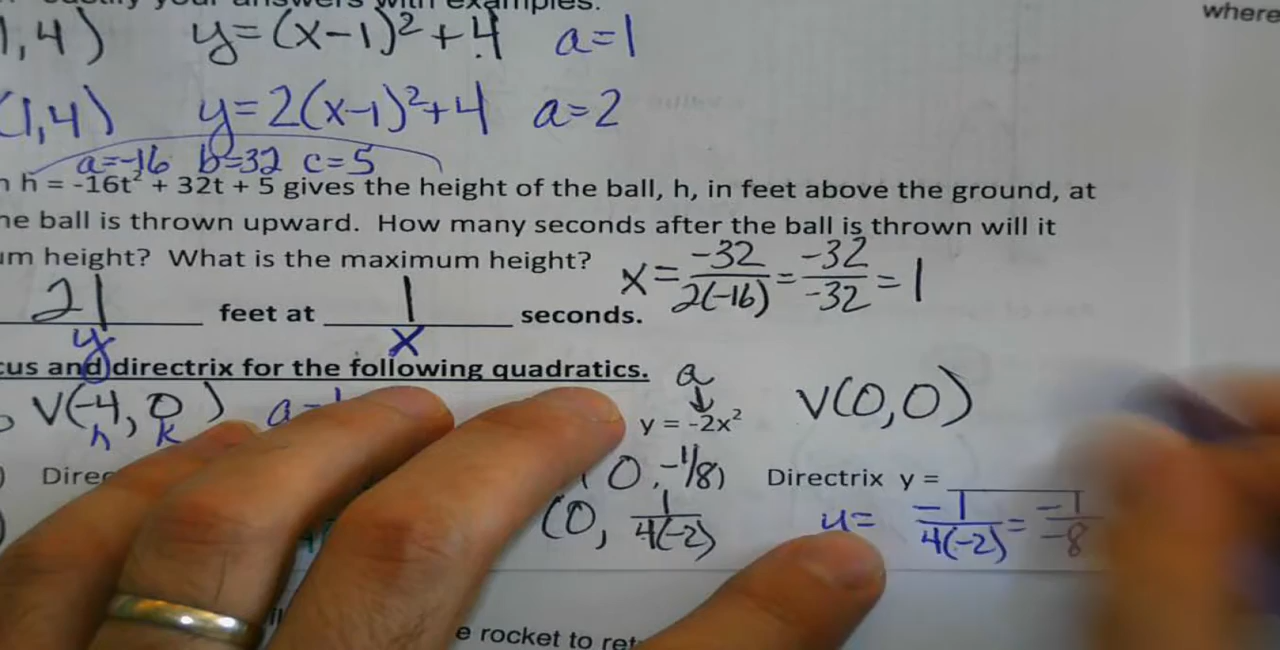 where
answers with examples.
1,4) y=(x-1)²+4 a=1
(1,4) y=2(x-1)²+4 a=2
a=-16 b=32 c=5
h = -16t² + 32t + 5 gives the height of the ball, h, in feet above the ground, at
he ball is thrown upward. How many seconds after the ball is thrown will it
um height? What is the maximum height? x = -32/2(-16) = -32/-32 = 1
21 feet at 1 seconds.
y x
cus and directrix for the following quadratics.
a
V(-4, 0) a=
h k
y = -2x² V(0,0)
Direc
(0, -1/8) Directrix y =
(0, 1/4(-2)) y= -1/4(-2) = -1/-8
e rocket to ret